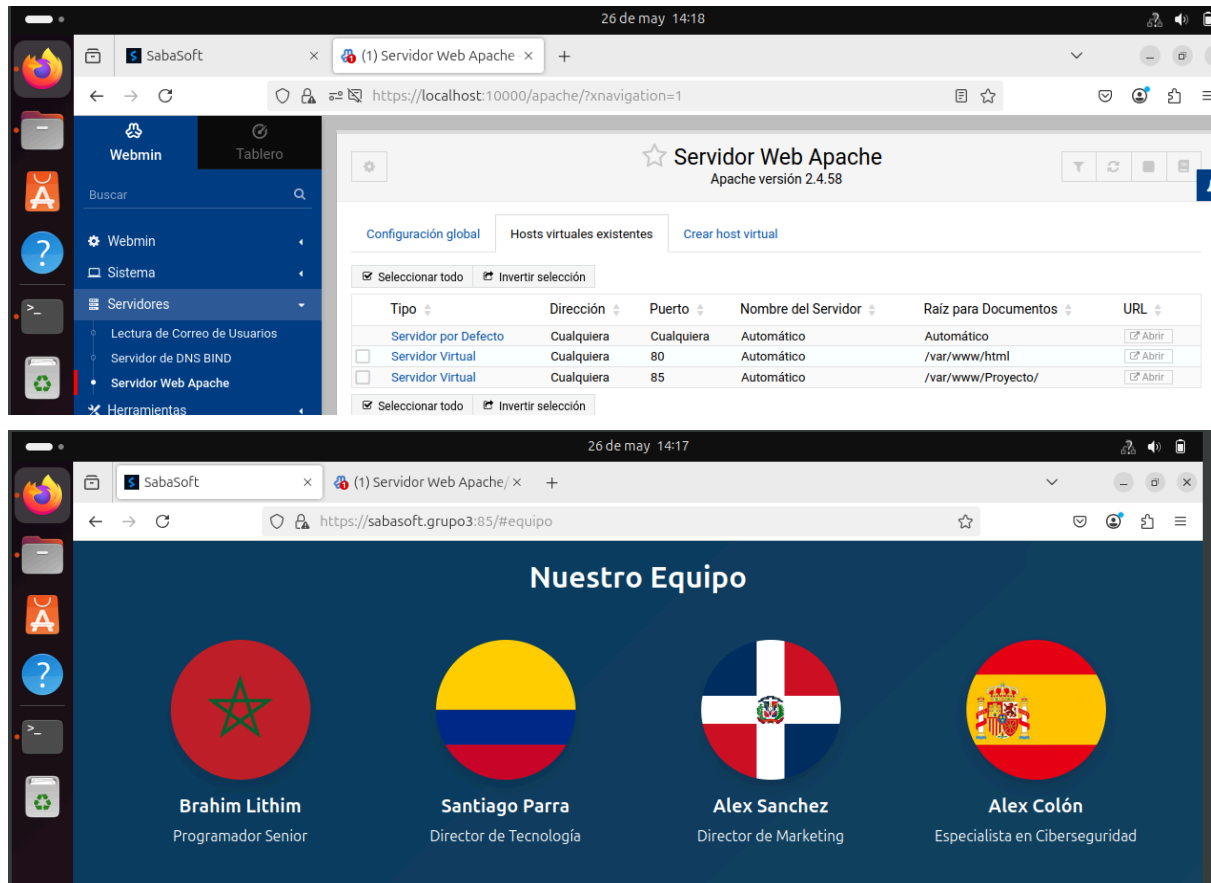 26 de may 14:18
SabaSoft
(1) Servidor Web Apache
https://localhost:10000/apache/?xnavigation=1
Webmin
Tablero
Buscar
Webmin
Sistema
Servidores
Lectura de Correo de Usuarios
Servidor de DNS BIND
Servidor Web Apache
Herramientas
Servidor Web Apache
Apache versión 2.4.58
Configuración global Hosts virtuales existentes Crear host virtual
Seleccionar todo Invertir selección
Tipo Dirección Puerto Nombre del Servidor Raíz para Documentos URL
Servidor por Defecto Cualquiera Cualquiera Automático Automático Abrir
Servidor Virtual Cualquiera 80 Automático /var/www/html Abrir
Servidor Virtual Cualquiera 85 Automático /var/www/Proyecto/ Abrir
Seleccionar todo Invertir selección
26 de may 14:17
SabaSoft
(1) Servidor Web Apache/
https://sabasoft.grupo3:85/#equipo
Nuestro Equipo
Brahim Lithim Santiago Parra Alex Sanchez Alex Colón
Programador Senior Director de Tecnología Director de Marketing Especialista en Ciberseguridad